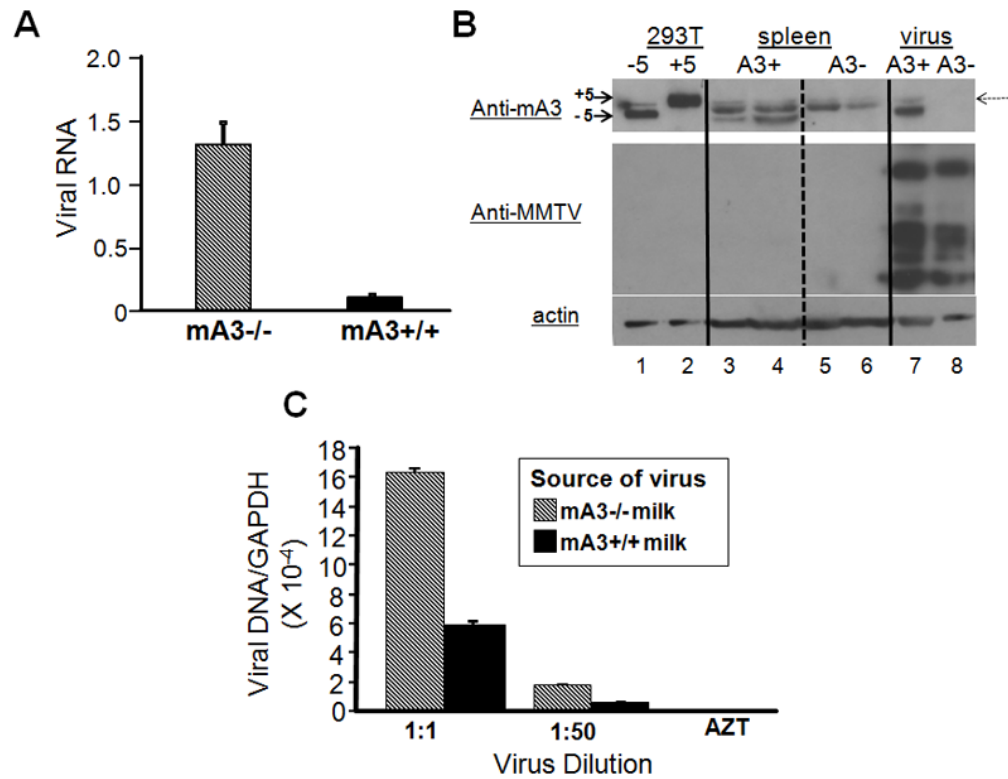 A
Viral RNA
2.0
1.5
1.0
0.5
0
mA3-/-
mA3+/+
B
293T spleen virus
-5 +5 A3+ A3- A3+ A3-
Anti-mA3
+5
-5
Anti-MMTV
actin
1 2 3 4 5 6 7 8
C
Viral DNA/GAPDH
(X 10-4)
18
16
14
12
10
8
6
4
2
0
Source of virus
mA3-/- milk
mA3+/+ milk
1:1 1:50 AZT
Virus Dilution